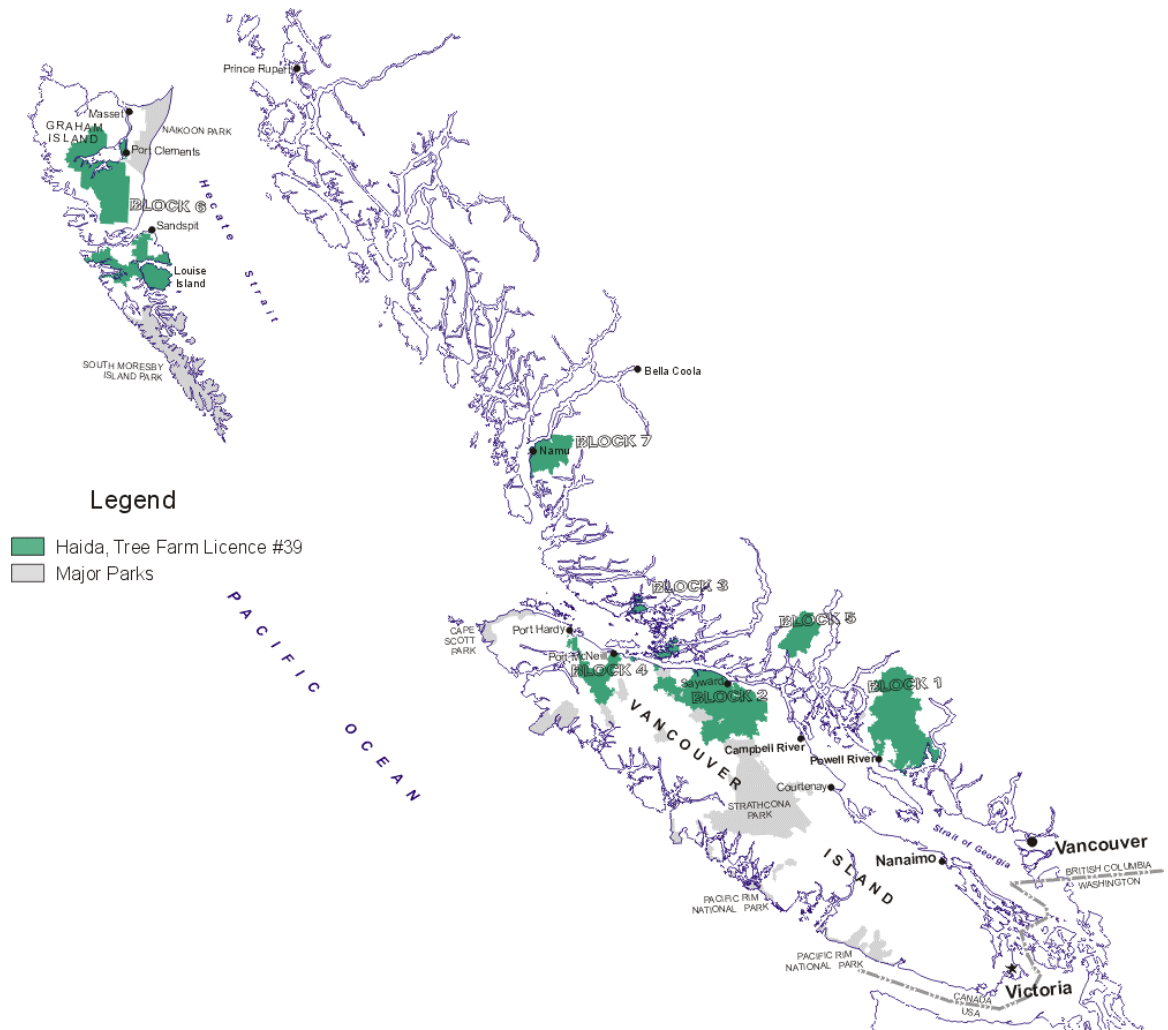 Prince Rupert
Masset
GRAHAM
ISLAND
NAIKOON PARK
Port Clements
BLOCK 6
Hecate Strait
Sandspit
Louise
Island
SOUTH MORESBY
ISLAND PARK
Bella Coola
BLOCK 7
Namu
Legend
Haida, Tree Farm Licence #39
Major Parks
PACIFIC OCEAN
BLOCK 3
BLOCK 5
CAPE
SCOTT
PARK
Port Hardy
Port McNeill
BLOCK 4
Sayward
BLOCK 2
BLOCK 1
VANCOUVER
ISLAND
Campbell River
Powell River
Courtenay
STRATHCONA
PARK
Strait of Georgia
Vancouver
Nanaimo
BRITISH COLUMBIA
WASHINGTON
PACIFIC RIM
NATIONAL PARK
PACIFIC RIM
NATIONAL PARK
Victoria
CANADA
USA